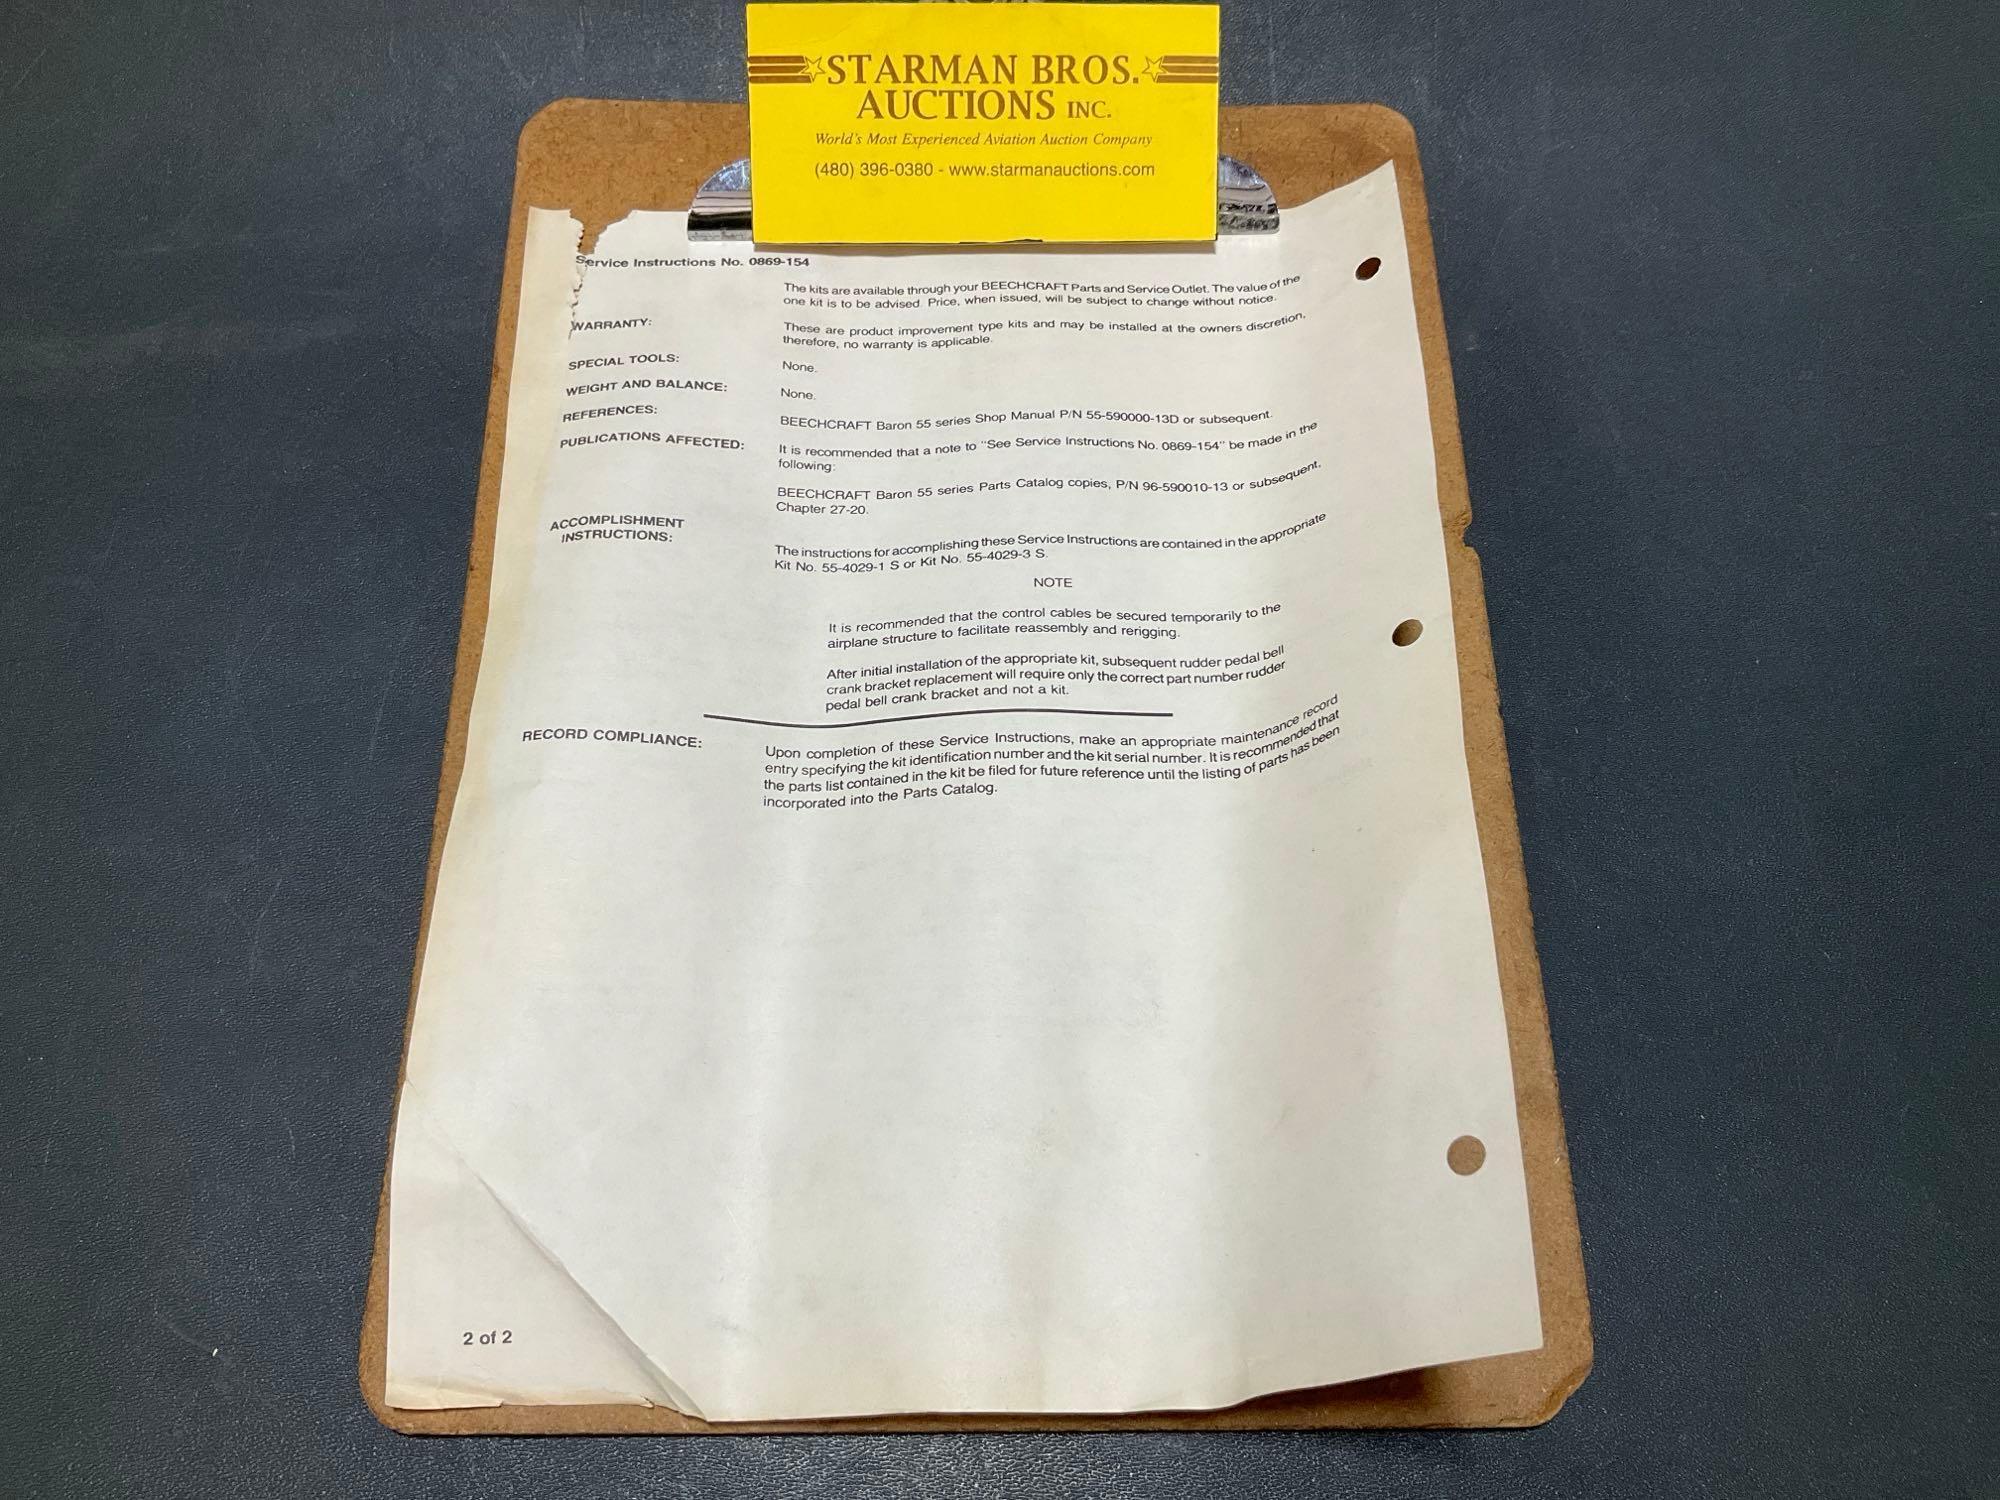 STARMAN BROS.
AUCTIONS INC.
World's Most Experienced Aviation Auction Company
(480) 396-0380 - www.starmanauctions.com
Service Instructions No. 0869-154
The kits are available through your BEECHCRAFT Parts and Service Outlet. The value of the
one kit is to be advised. Price, when issued, will be subject to change without notice.
WARRANTY:
These are product improvement type kits and may be installed at the owners discretion,
therefore, no warranty is applicable.
SPECIAL TOOLS:
None.
WEIGHT AND BALANCE:
None.
REFERENCES:
BEECHCRAFT Baron 55 series Shop Manual P/N 55-590000-13D or subsequent.
PUBLICATIONS AFFECTED:
It is recommended that a note to "See Service Instructions No. 0869-154" be made in the
following:
BEECHCRAFT Baron 55 series Parts Catalog copies, P/N 96-590010-13 or subsequent,
Chapter 27-20.
ACCOMPLISHMENT
INSTRUCTIONS:
The instructions for accomplishing these Service Instructions are contained in the appropriate
Kit No. 55-4029-1 S or Kit No. 55-4029-3 S.
NOTE
It is recommended that the control cables be secured temporarily to the
airplane structure to facilitate reassembly and rerigging.
After initial installation of the appropriate kit, subsequent rudder pedal bell
crank bracket replacement will require only the correct part number rudder
pedal bell crank bracket and not a kit.
RECORD COMPLIANCE:
Upon completion of these Service Instructions, make an appropriate maintenance record
entry specifying the kit identification number and the kit serial number. It is recommended that
the parts list contained in the kit be filed for future reference until the listing of parts has been
incorporated into the Parts Catalog.
2 of 2